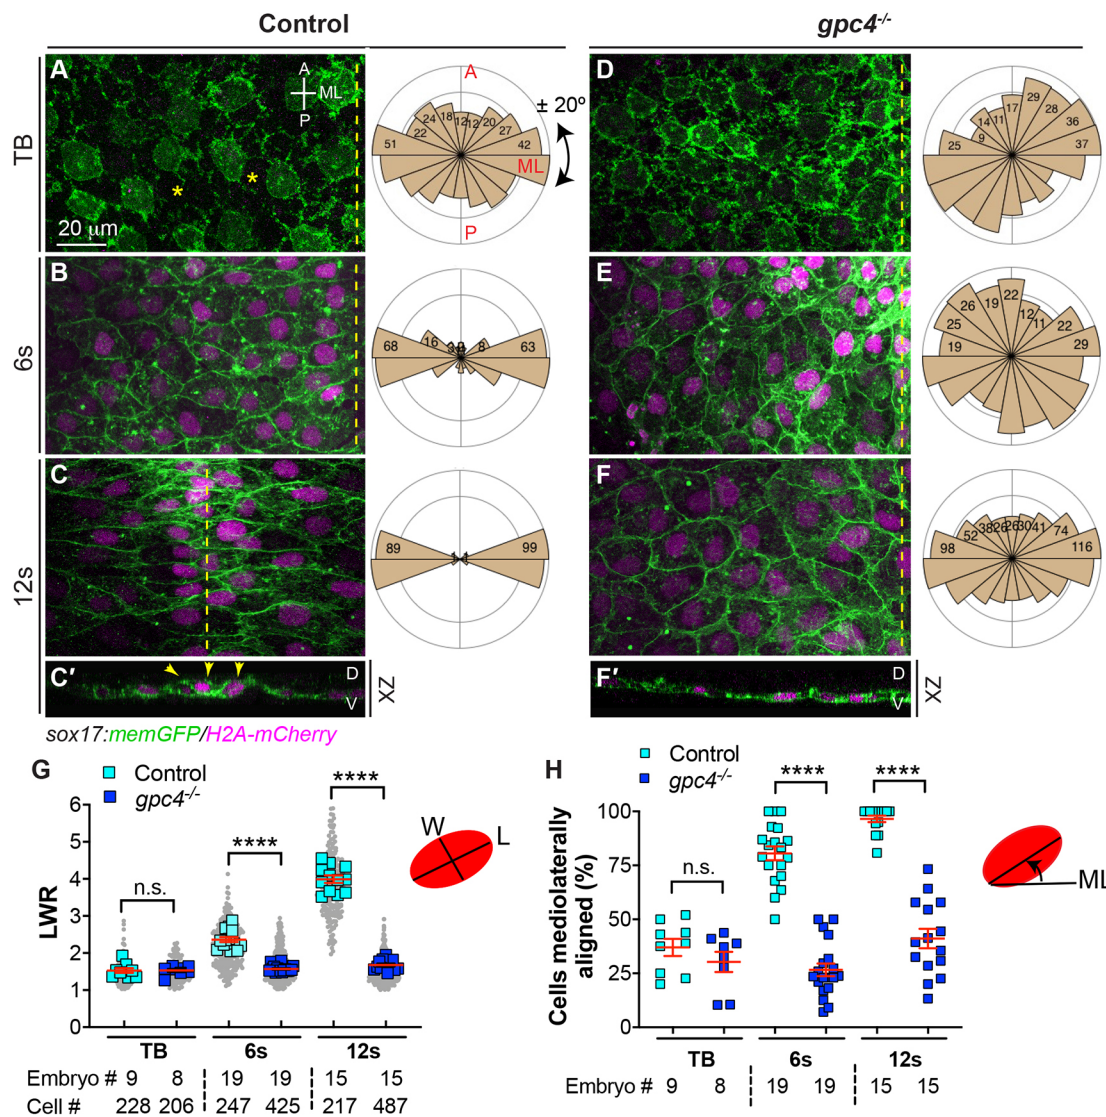 Control
gpc4-/-
TB
A
A
ML
P
*
*
20 μm
A
ML
P
± 20º
51
22
24
18
12
12
20
27
42
D
25
9
14
11
17
29
28
36
37
6s
B
68
16
8
63
E
19
25
26
19
22
12
11
22
29
12s
C
89
99
F
98
52
38
26
26
30
41
74
116
C′
D
V
XZ
F′
D
V
XZ
sox17:memGFP/H2A-mCherry
G
Control
gpc4-/-
LWR
6
5
4
3
2
1
0
n.s.
****
****
W
L
TB
6s
12s
Embryo # 9 8 19 19 15 15
Cell # 228 206 247 425 217 487
H
Control
gpc4-/-
Cells mediolaterally
aligned (%)
100
75
50
25
0
n.s.
****
****
ML
TB
6s
12s
Embryo # 9 8 19 19 15 15